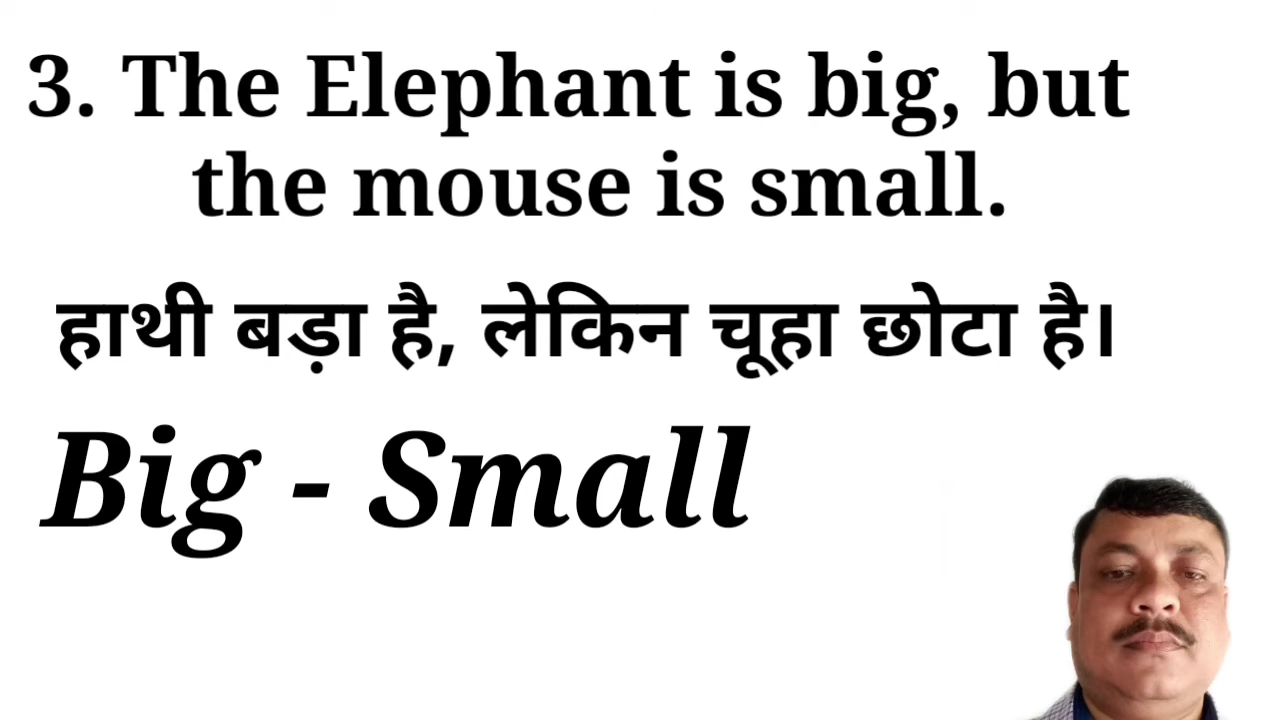 3. The Elephant is big, but
the mouse is small.
हाथी बड़ा है, लेकिन चूहा छोटा है।
Big - Small